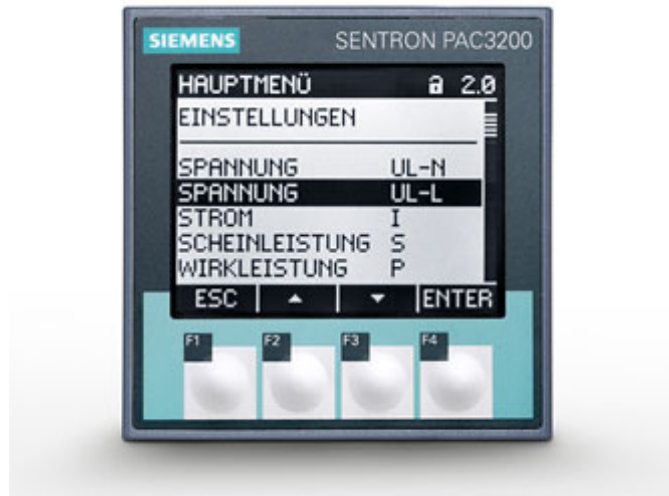 SIEMENS SENTRON PAC3200
HAUPTMENÜ 2.0
EINSTELLUNGEN
SPANNUNG UL-N
SPANNUNG UL-L
STROM I
SCHEINLEISTUNG S
WIRKLEISTUNG P
ESC ▲ ▼ ENTER
F1 F2 F3 F4